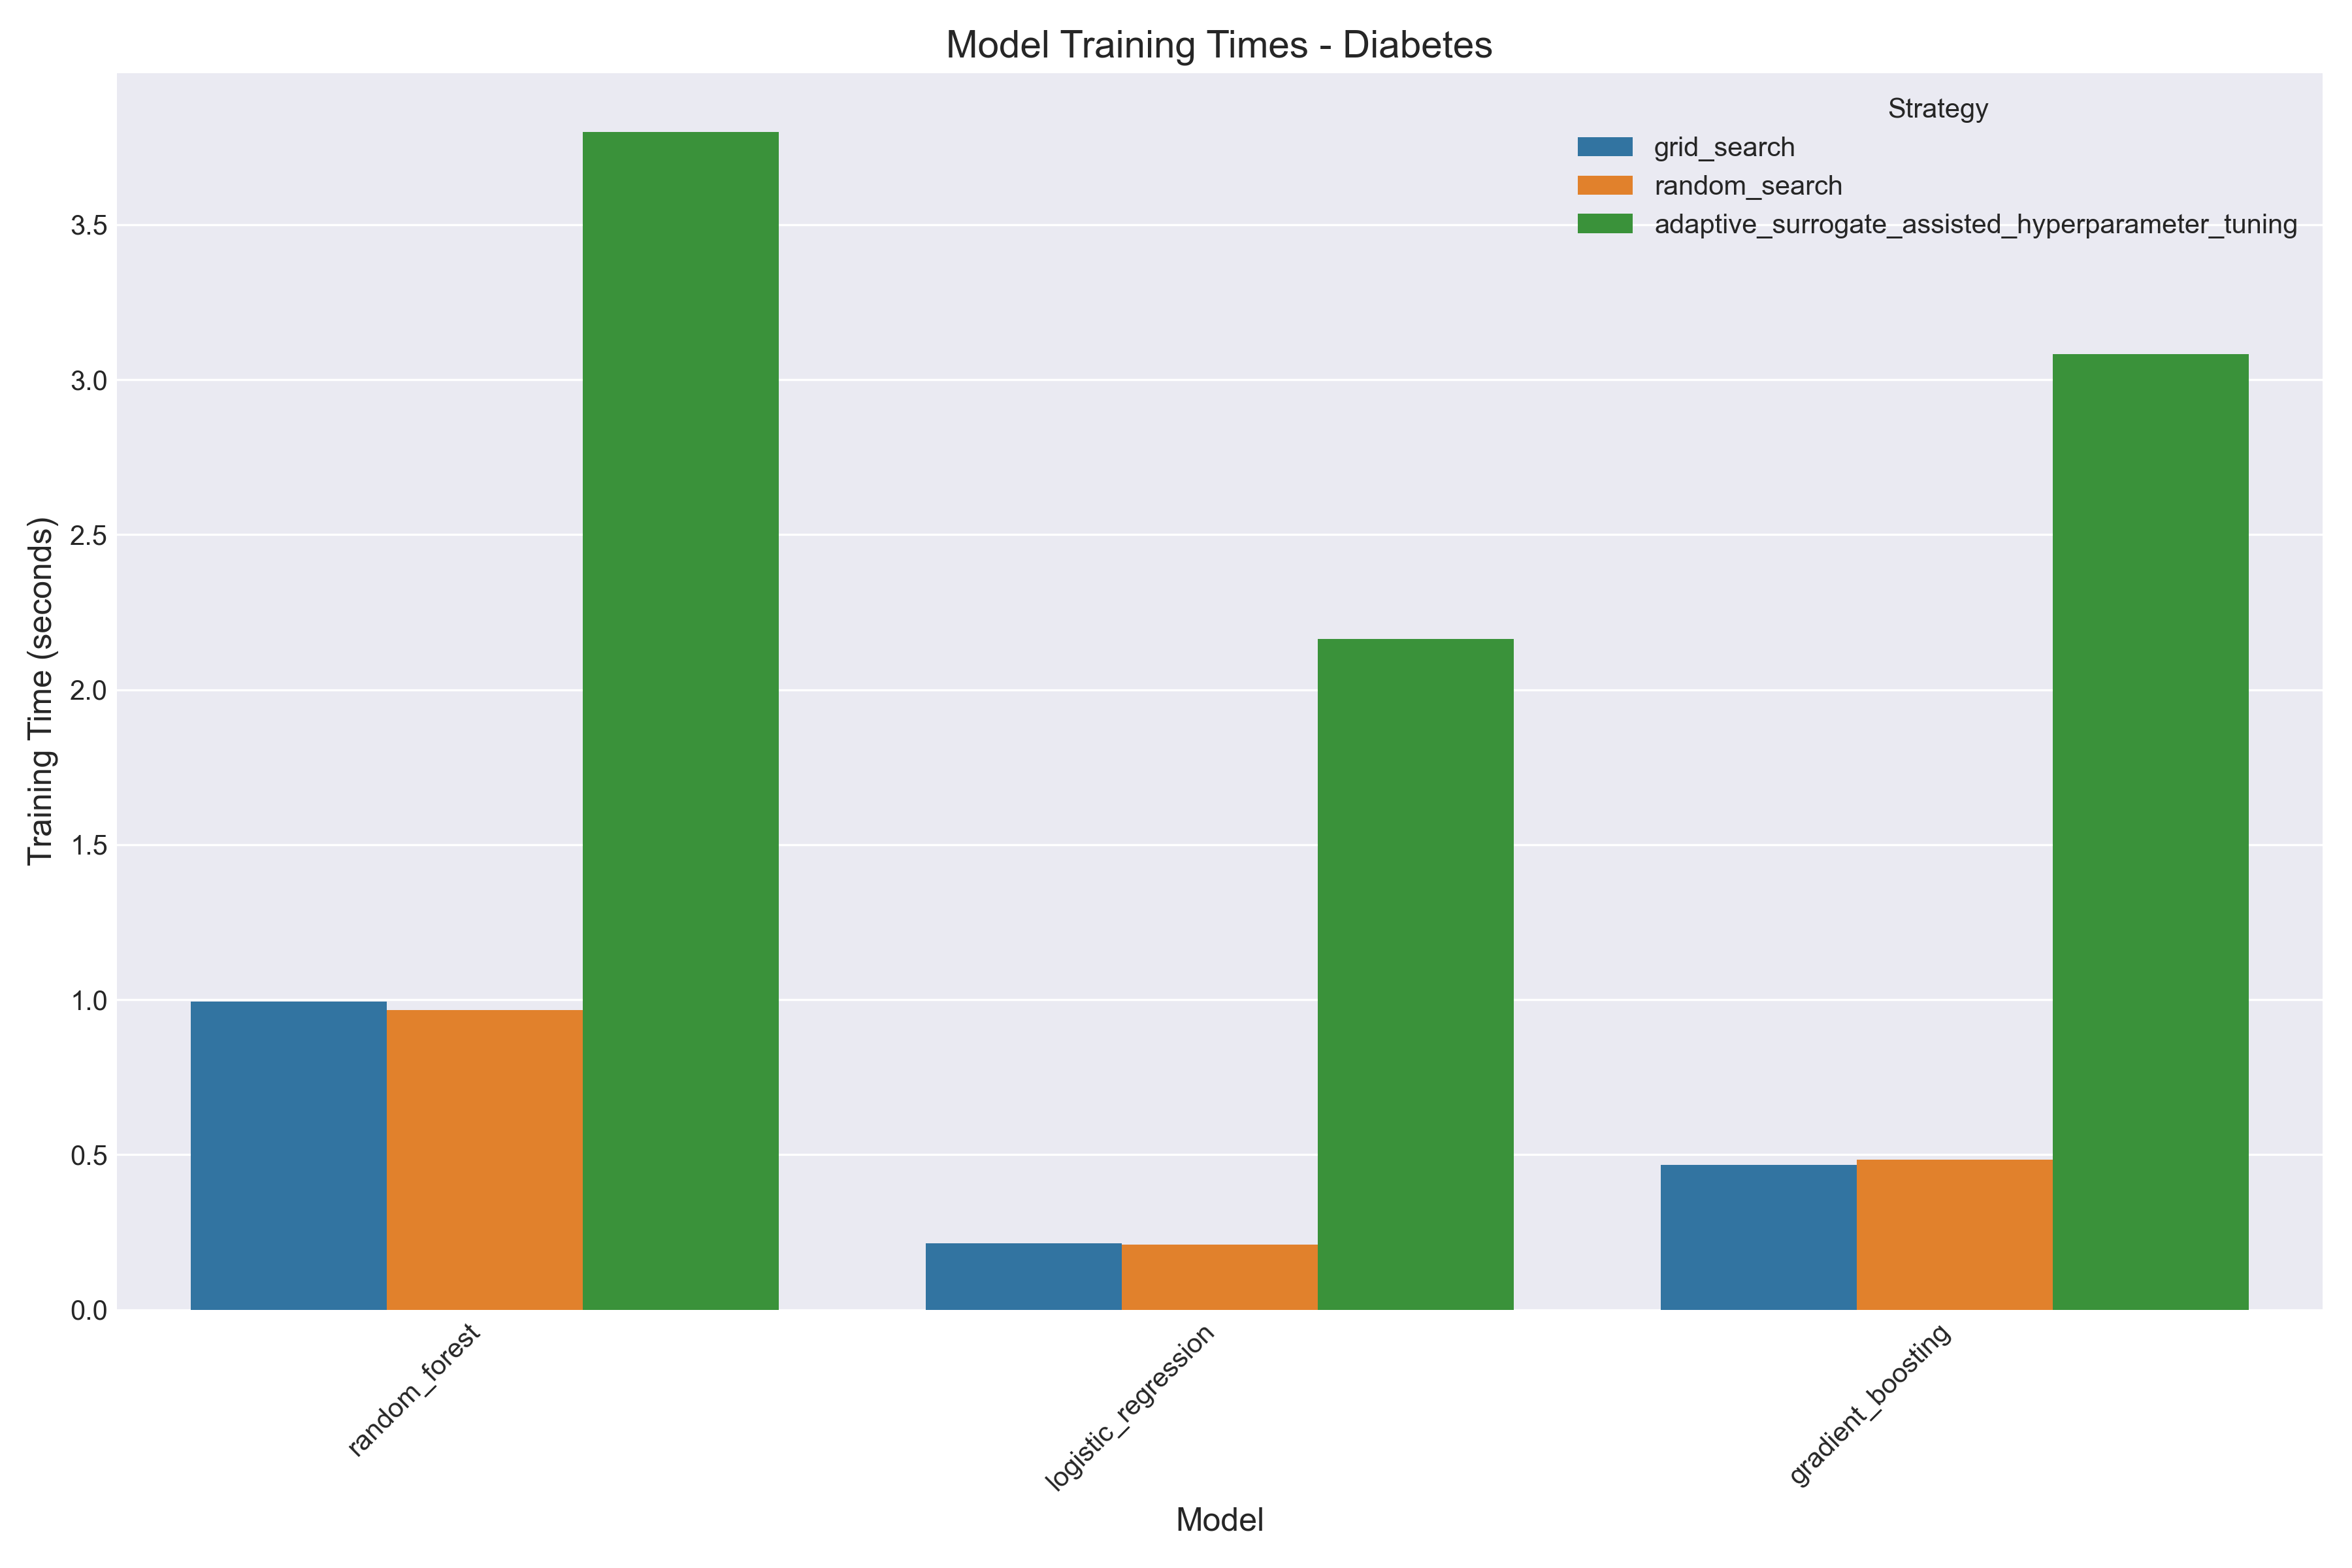 Model Training Times - Diabetes
Strategy
grid_search
random_search
adaptive_surrogate_assisted_hyperparameter_tuning
Training Time (seconds)
3.5
3.0
2.5
2.0
1.5
1.0
0.5
0.0
random_forest
logistic_regression
gradient_boosting
Model